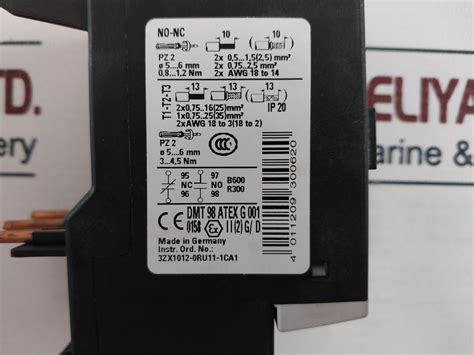 NO-NC
10 10
PZ 2 2x 0,5...1,5(2,5) mm²
ø 5...6 mm 2x 0,75...2,5 mm²
0,8...1,2 Nm 2x AWG 18 to 14
T1-T2-T3
13 13 13
IP 20
2x0,75...16(25)mm²
1x0,75...25(35)mm²
2xAWG 18 to 3(18 to 2)
PZ 2
ø 5...6 mm
3...4,5 Nm
CCC
95 97
NC NO B600
R300
96 98
CE DMT 98 ATEX G 001
0158 Ex II(2) G/D
Made in Germany
Instr. Ord. No.:
3ZX1012-0RU11-1CA1
4 011209 300620
LTD.
ELIYA
arine &
ery